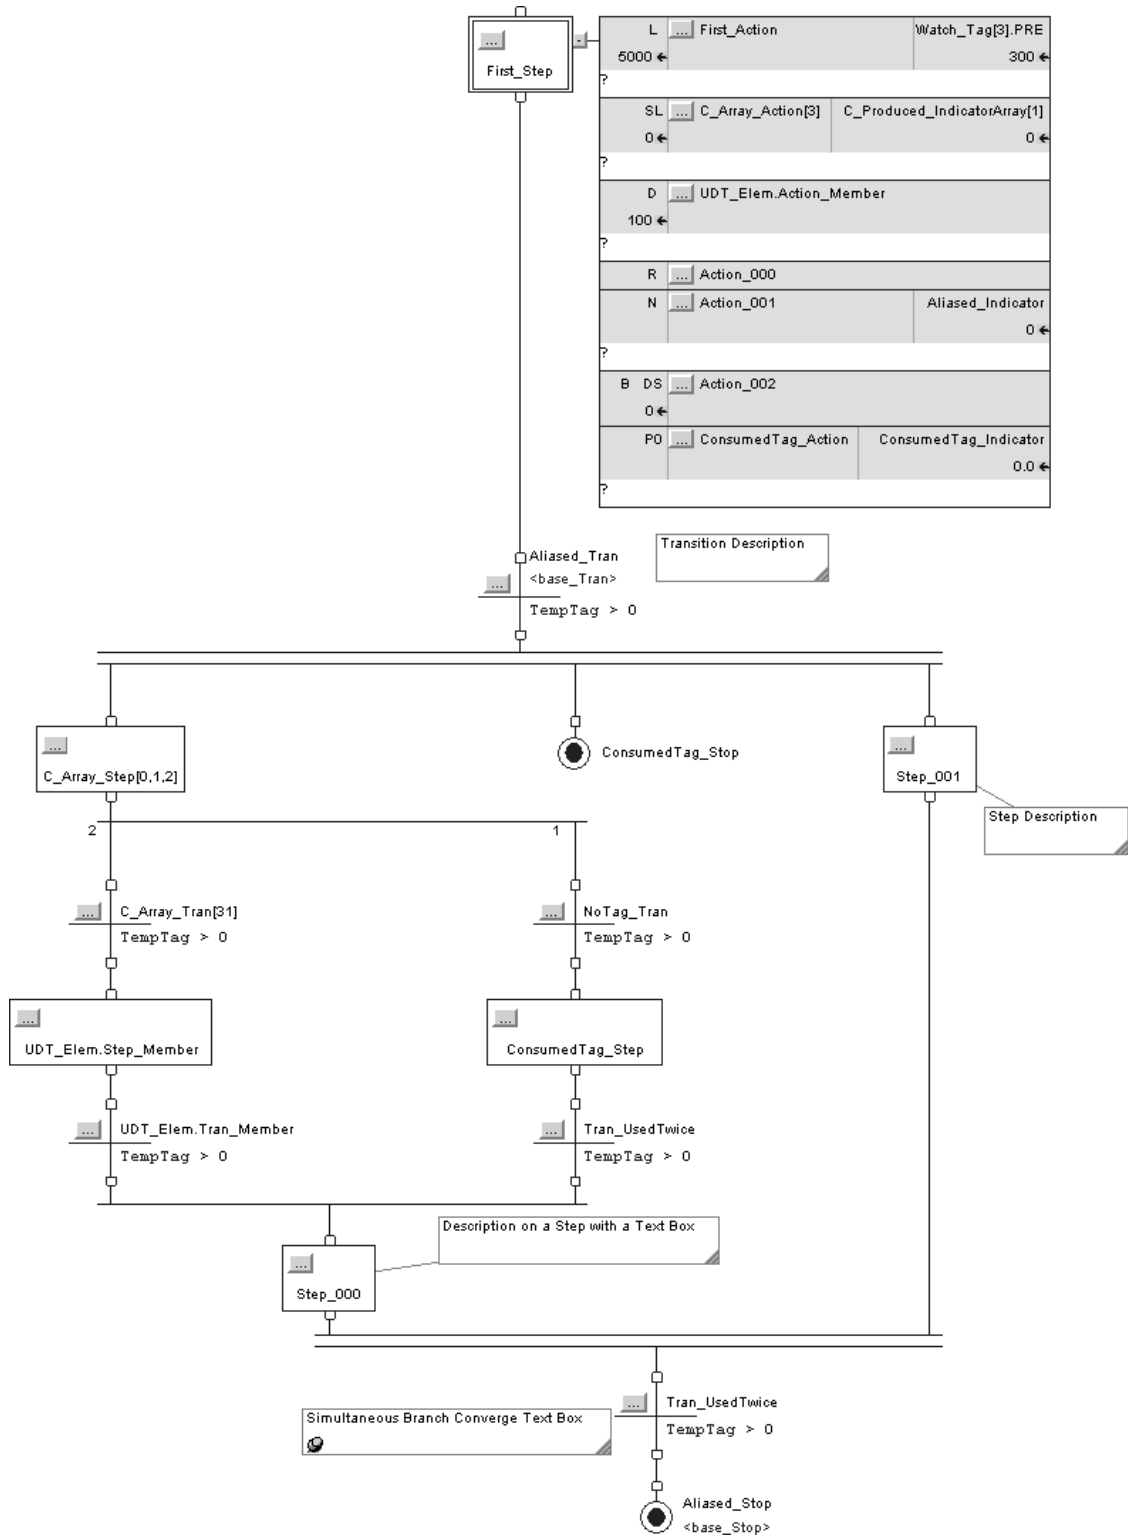 ...
First_Step
-
L ... First_Action Watch_Tag[3].PRE
5000 300
?
SL ... C_Array_Action[3] C_Produced_IndicatorArray[1]
0 0
?
D ... UDT_Elem.Action_Member
100
?
R ... Action_000
N ... Action_001 Aliased_Indicator
0
?
B DS ... Action_002
0
P0 ... ConsumedTag_Action ConsumedTag_Indicator
0.0
?
Aliased_Tran
... <base_Tran>
TempTag > 0
Transition Description
...
C_Array_Step[0,1,2]
ConsumedTag_Stop
...
Step_001
Step Description
2 1
... C_Array_Tran[31]
TempTag > 0
... NoTag_Tran
TempTag > 0
...
UDT_Elem.Step_Member
...
ConsumedTag_Step
... UDT_Elem.Tran_Member
TempTag > 0
... Tran_UsedTwice
TempTag > 0
Description on a Step with a Text Box
...
Step_000
... Tran_UsedTwice
TempTag > 0
Simultaneous Branch Converge Text Box
Aliased_Stop
<base_Stop>